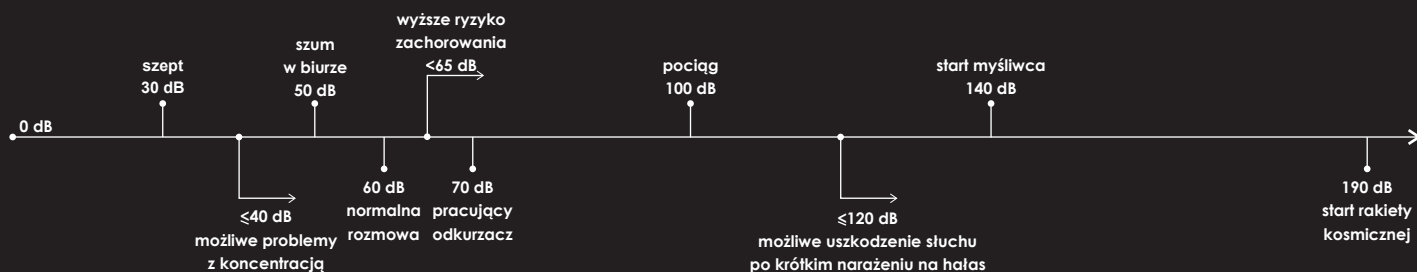 0 dB
szept
30 dB
≤40 dB
możliwe problemy
z koncentracją
szum
w biurze
50 dB
60 dB
normalna
rozmowa
wyższe ryzyko
zachorowania
<65 dB
70 dB
pracujący
odkurzacz
pociąg
100 dB
≤120 dB
możliwe uszkodzenie słuchu
po krótkim narażeniu na hałas
start myśliwca
140 dB
190 dB
start rakiety
kosmicznej